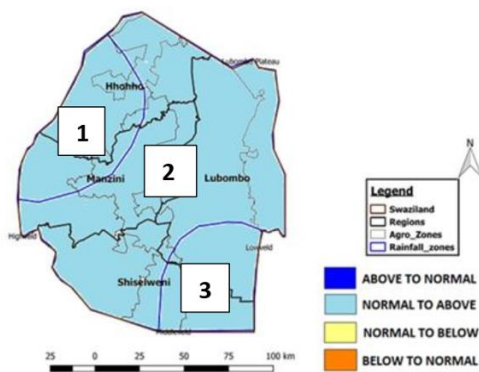 Lubombo Plateau
Hhohho
1
2
Manzini
Lubombo
Highveld
Lowveld
Shiselweni
3
Middleveld
N
Legend
Swaziland
Regions
Agro_Zones
Rainfall_zones
ABOVE TO NORMAL
NORMAL TO ABOVE
NORMAL TO BELOW
BELOW TO NORMAL
25 0 25 50 75 100 km